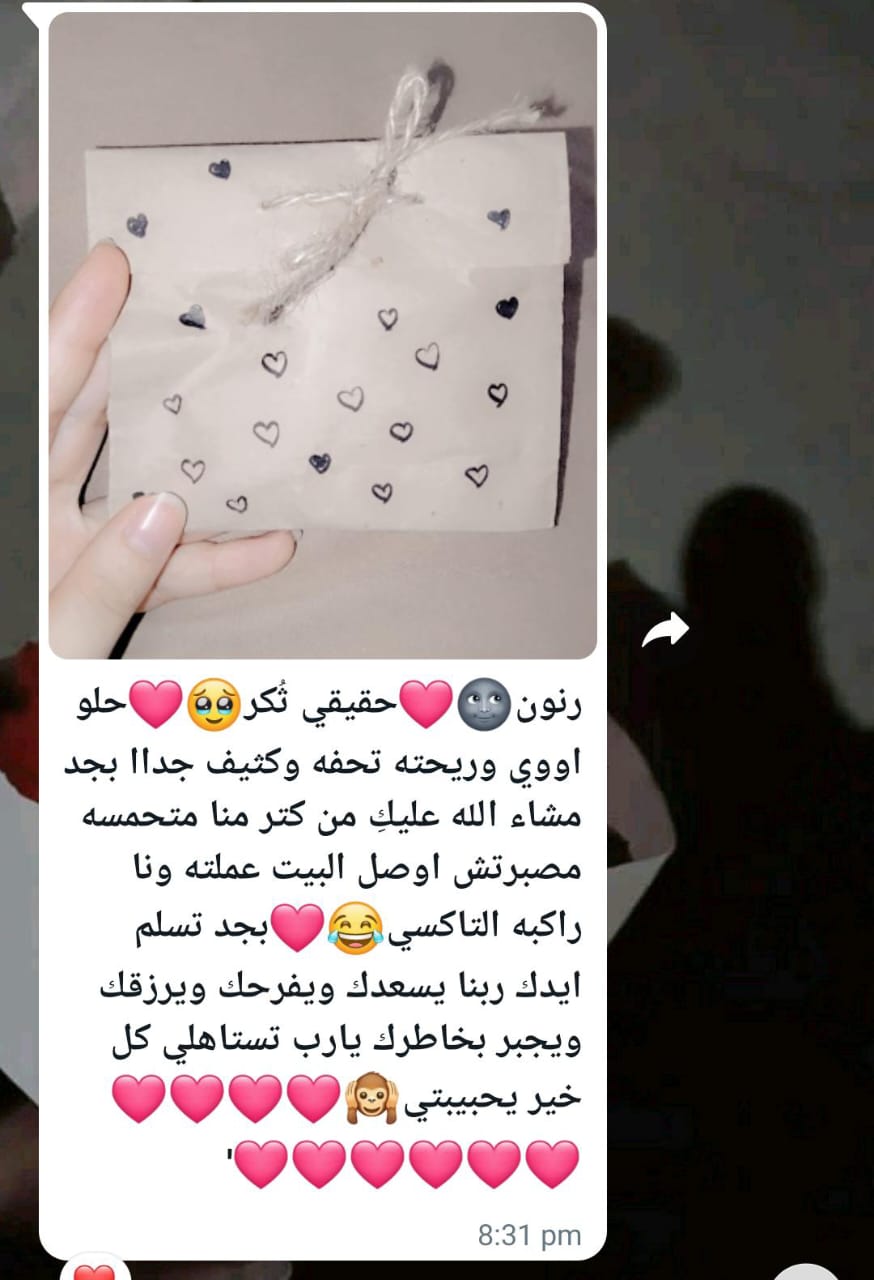 رنون🌚🩷حقيقي ثُكر🥹🩷حلو
اووي وريحته تحفه وكثيف جداا بجد
مشاء الله عليكِ من كتر منا متحمسه
مصبرتش اوصل البيت عملته ونا
راكبه التاكسي😂🩷بجد تسلم
ايدك ربنا يسعدك ويفرحك ويرزقك
ويجبر بخاطرك يارب تستاهلي كل
خير يحبيبتي🙉🩷🩷🩷🩷
🩷🩷🩷🩷🩷🩷'
8:31 pm